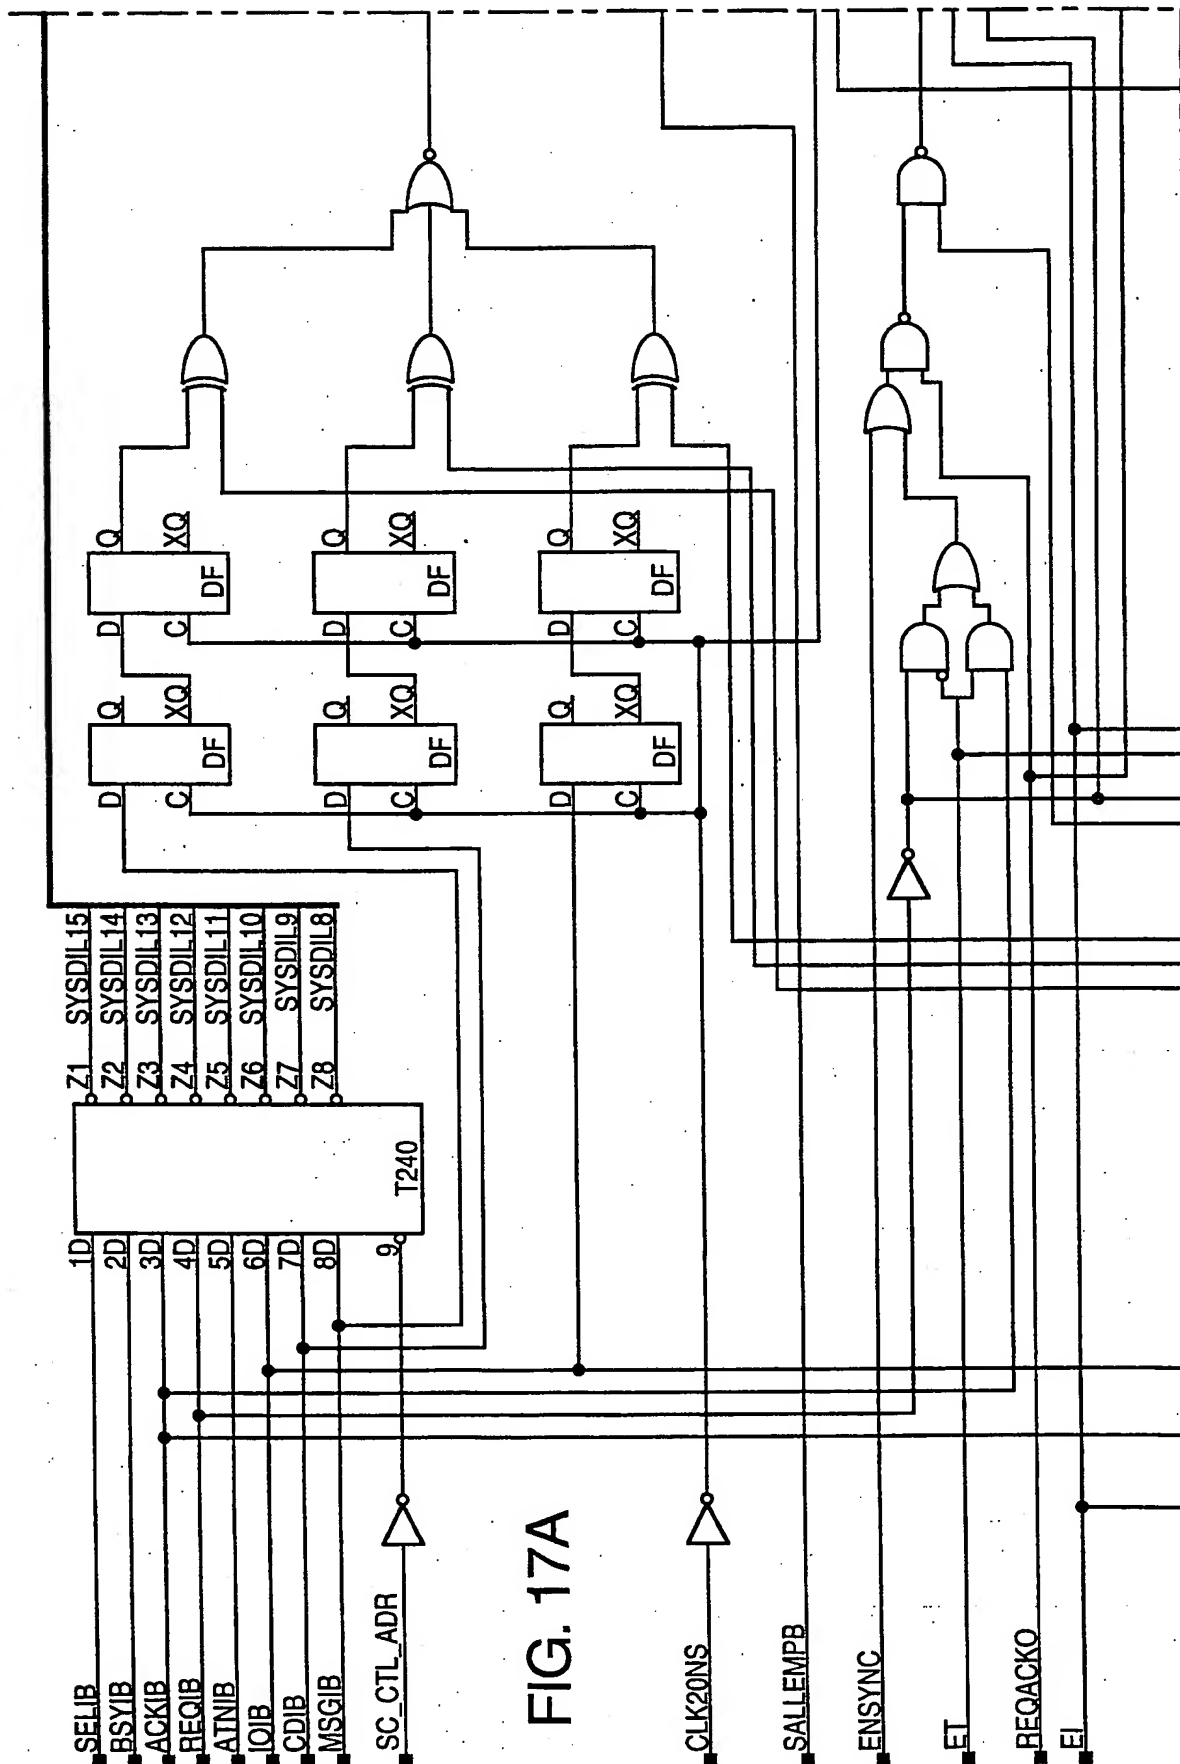 SELIB
BSYIB
ACKIB
REQIB
ATNIB
IOIB
CDIB
MSGIB
SC_CTL_ADR
1D
2D
3D
4D
5D
6D
7D
8D
9
T240
Z1 SYSDIL15
Z2 SYSDIL14
Z3 SYSDIL13
Z4 SYSDIL12
Z5 SYSDIL11
Z6 SYSDIL10
Z7 SYSDIL9
Z8 SYSDIL8
D Q
C XQ
DF
D Q
C XQ
DF
D Q
C XQ
DF
D Q
C XQ
DF
D Q
C XQ
DF
D Q
C XQ
DF
FIG. 17A
CLK20NS
SALLEMPB
ENSYNC
ET
REQACKO
EI